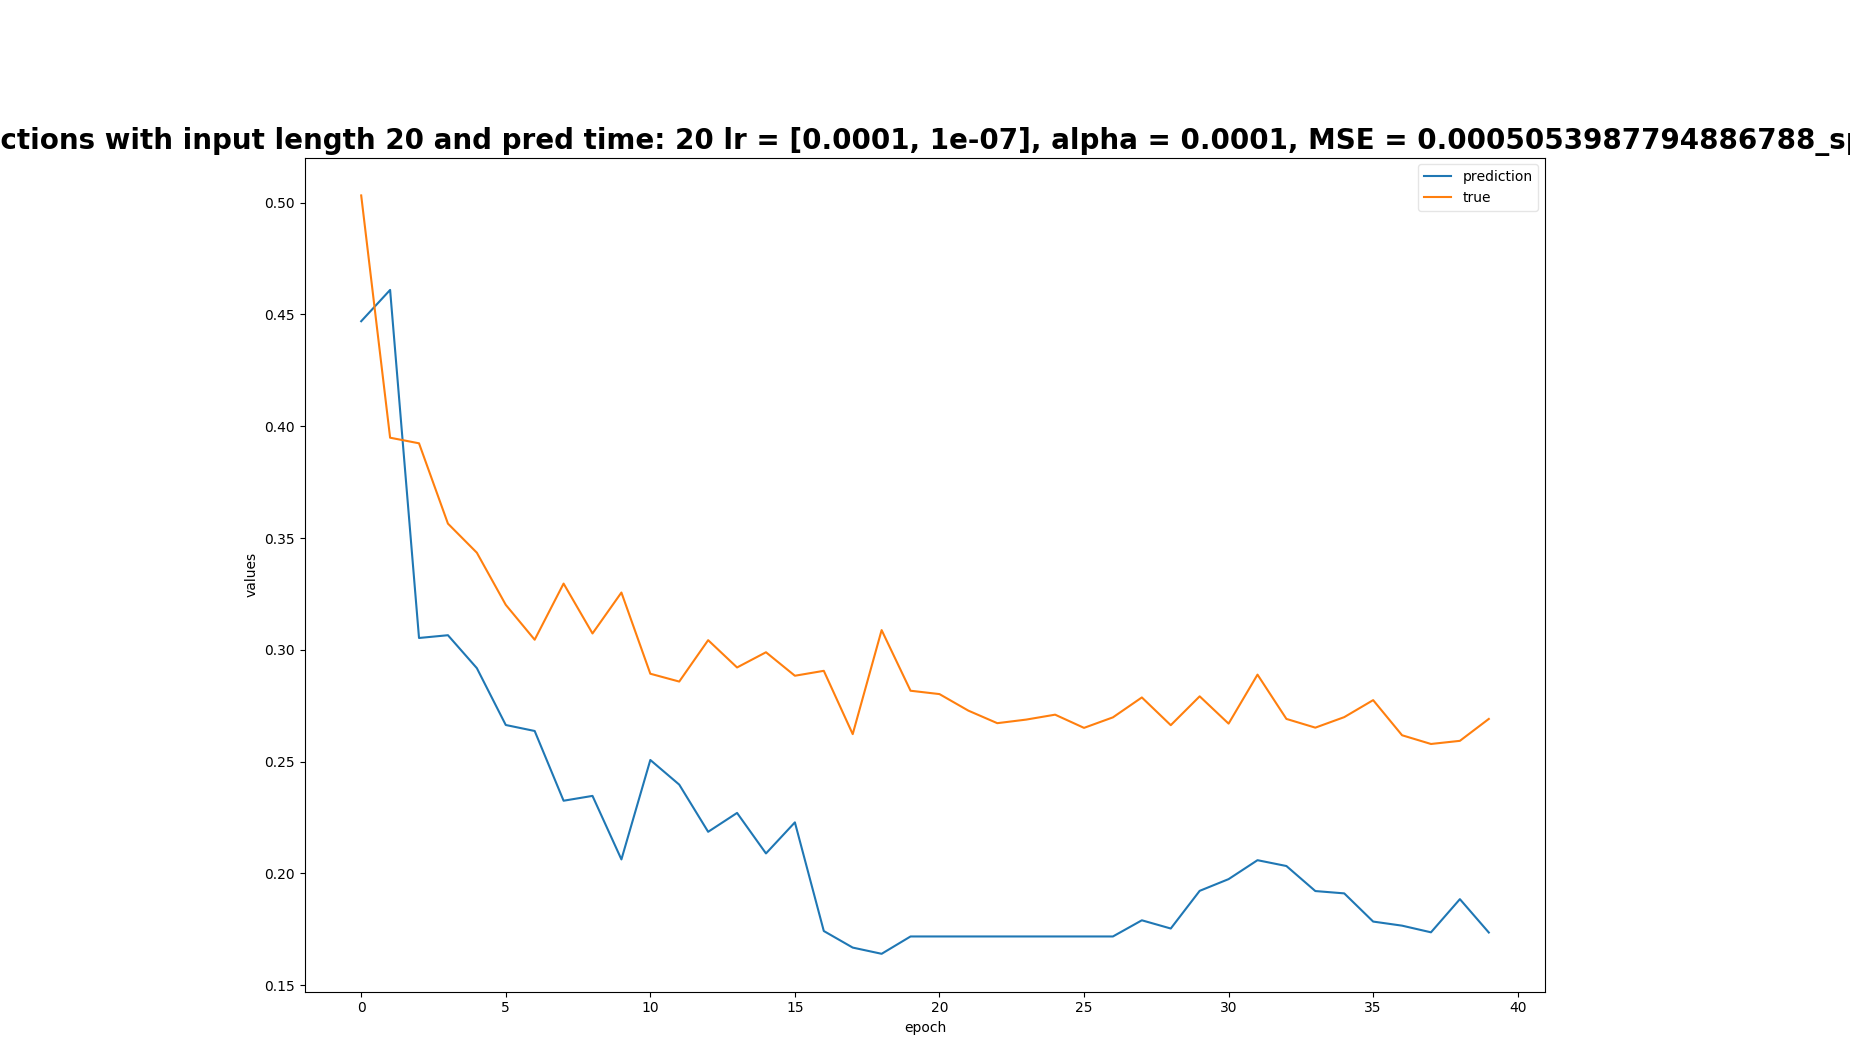 ctions with input length 20 and pred time: 20 lr = [0.0001, 1e-07], alpha = 0.0001, MSE = 0.0005053987794886788_sp
prediction
true
0.50
0.45
0.40
0.35
0.30
0.25
0.20
0.15
values
0 5 10 15 20 25 30 35 40
epoch